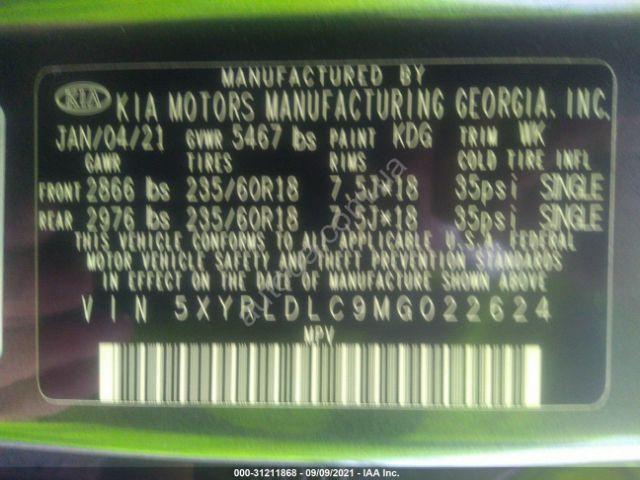 MANUFACTURED BY
KIA KIA MOTORS MANUFACTURING GEORGIA, INC.
JAN/04/21 GVWR 5467 lbs PAINT KDG TRIM WK
GAWR TIRES RIMS COLD TIRE INFL
FRONT 2866 lbs 235/60R18 7.5J×18 35psi SINGLE
REAR 2976 lbs 235/60R18 7.5J×18 35psi SINGLE
THIS VEHICLE CONFORMS TO ALL APPLICABLE U.S.A FEDERAL
MOTOR VEHICLE SAFETY AND THEFT PREVENTION STANDARDS
IN EFFECT ON THE DATE OF MANUFACTURE SHOWN ABOVE
VIN 5XYRLDLC9MG022624
MPV
000-31211868 - 09/09/2021 - IAA Inc.